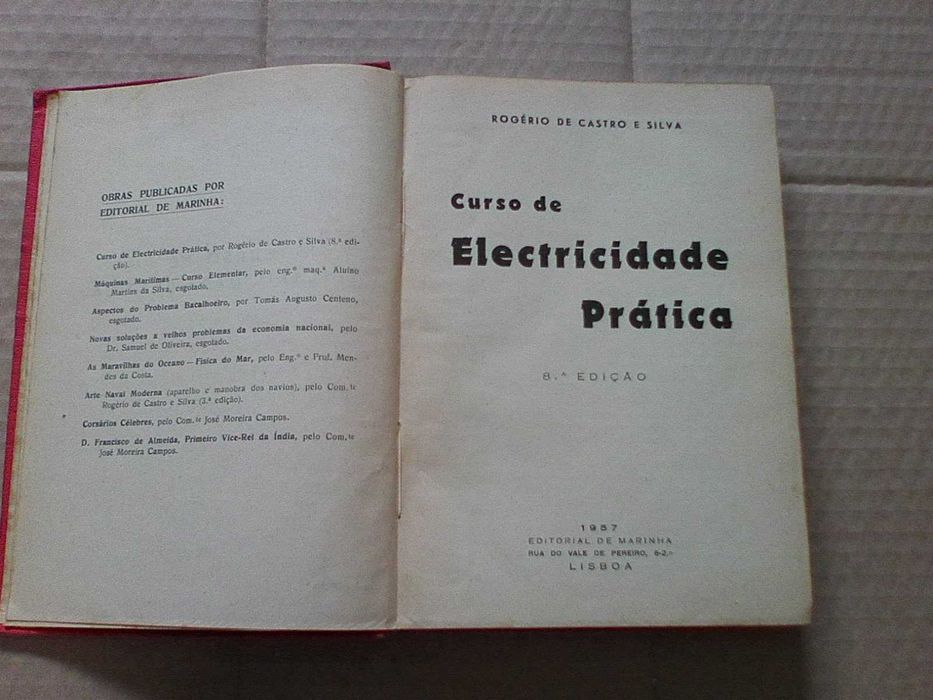 OBRAS PUBLICADAS POR
EDITORIAL DE MARINHA:
Curso de Electricidade Prática, por Rogério de Castro e Silva (8.ª edi-
ção).
Máquinas Marítimas — Curso Elementar, pelo eng.º maq.ª Aluíno
Martins da Silva, esgotado.
Aspectos do Problema Bacalhoeiro, por Tomás Augusto Centeno,
esgotado.
Novas soluções a velhos problemas da economia nacional, pelo
Dr. Samuel de Oliveira, esgotado.
As Maravilhas do Oceano — Física do Mar, pelo Eng.º e Prof. Men-
des da Costa.
Arte Naval Moderna (aparelho e manobra dos navios), pelo Com.te
Rogério de Castro e Silva (3.ª edição).
Corsários Célebres, pelo Com.te José Moreira Campos.
D. Francisco de Almeida, Primeiro Vice-Rei da Índia, pelo Com.te
José Moreira Campos.
ROGÉRIO DE CASTRO E SILVA
Curso de
Electricidade
Prática
8.ª EDIÇÃO
1957
EDITORIAL DE MARINHA
RUA DO VALE DE PEREIRO, 6-2.º
LISBOA